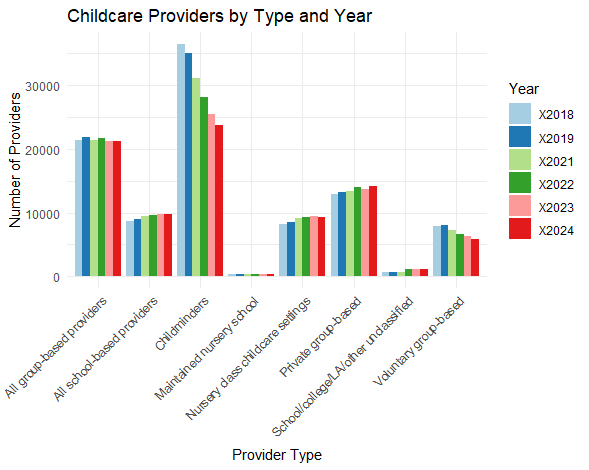 Childcare Providers by Type and Year
Number of Providers
30000
20000
10000
0
All group-based providers
All school-based providers
Childminders
Maintained nursery school
Nursery class childcare settings
Private group-based
School/college/LA/other unclassified
Voluntary group-based
Provider Type
Year
X2018
X2019
X2021
X2022
X2023
X2024